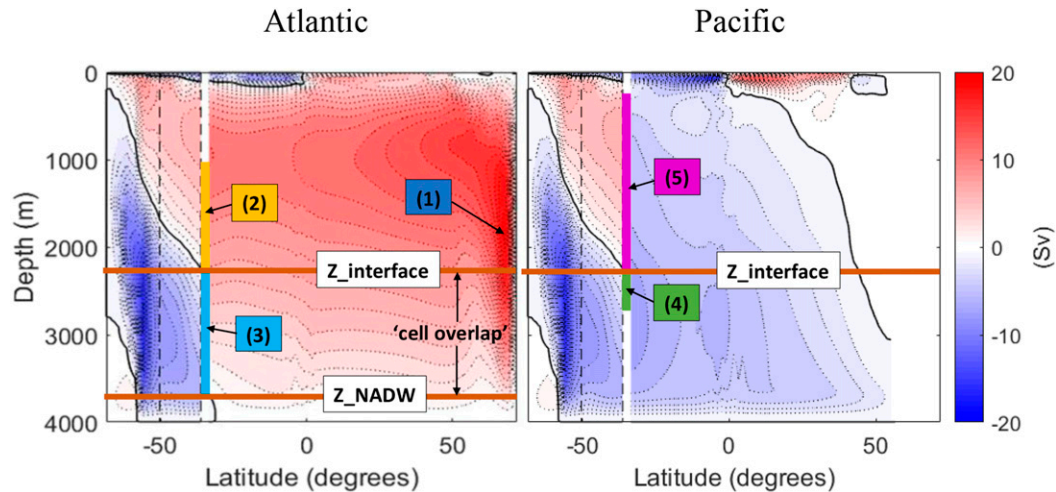 Atlantic
Pacific
0
1000
2000
3000
4000
Depth (m)
(1)
(2)
(3)
Z_interface
'cell overlap'
Z_NADW
-50
0
50
Latitude (degrees)
(5)
Z_interface
(4)
-50
0
50
Latitude (degrees)
20
10
0
-10
-20
(Sv)